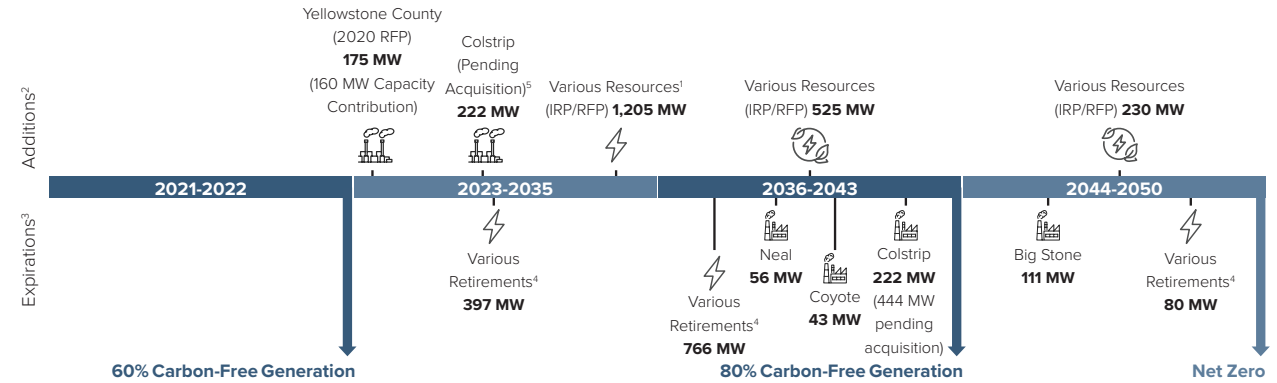 Additions²
Yellowstone County
(2020 RFP)
175 MW
(160 MW Capacity
Contribution)
Colstrip
(Pending
Acquisition)⁵
222 MW
Various Resources¹
(IRP/RFP) 1,205 MW
Various Resources
(IRP/RFP) 525 MW
Various Resources
(IRP/RFP) 230 MW
2021-2022
2023-2035
2036-2043
2044-2050
Expirations³
Various
Retirements⁴
397 MW
Various
Retirements⁴
766 MW
Neal
56 MW
Coyote
43 MW
Colstrip
222 MW
(444 MW
pending
acquisition)
Big Stone
111 MW
Various
Retirements⁴
80 MW
60% Carbon-Free Generation
80% Carbon-Free Generation
Net Zero